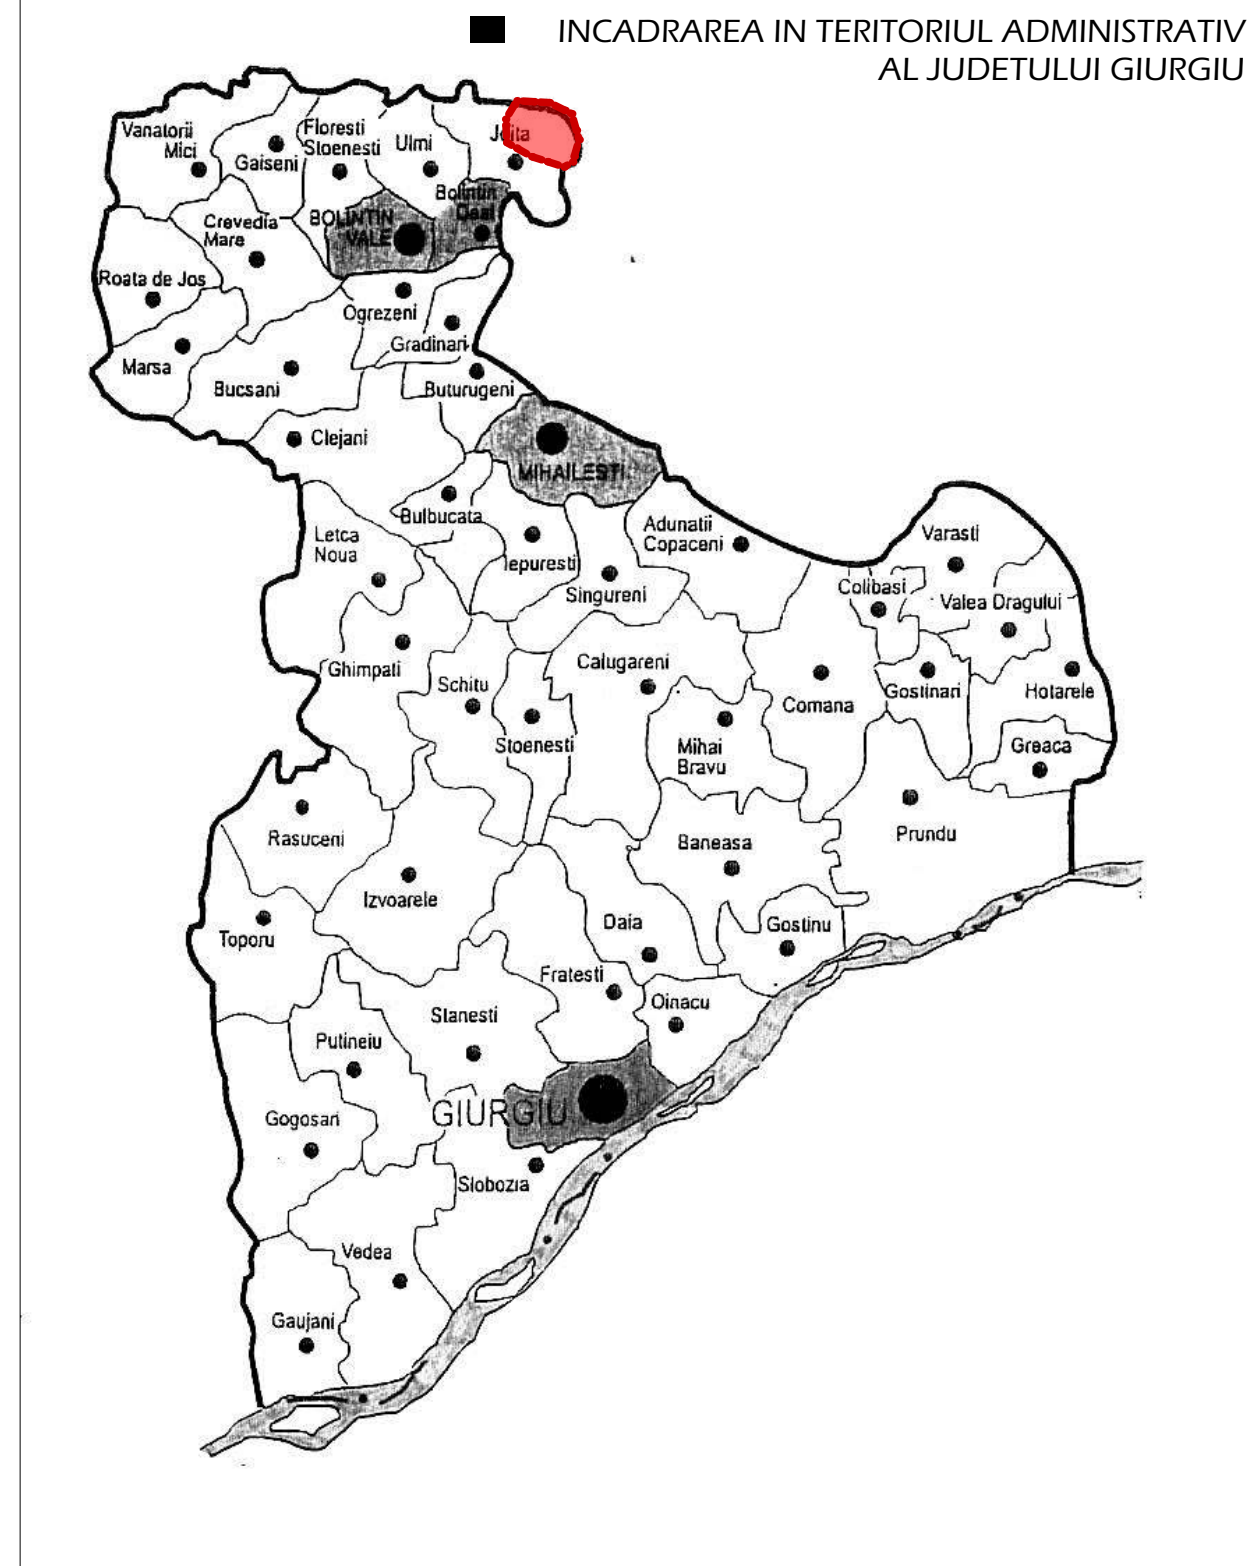 INCADRAREA IN TERITORIUL ADMINISTRATIV
AL JUDETULUI GIURGIU
Vanatorii
Mici
Gaiseni
Floresti
Stoenesti
Ulmi
Joita
Bolintin
Deal
BOLINTIN
VALE
Crevedia
Mare
Roata de Jos
Ogrezeni
Gradinari
Marsa
Bucsani
Buturugeni
Clejani
MIHAILESTI
Bulbucata
Letca
Noua
Iepuresti
Singureni
Adunatii
Copaceni
Varasti
Colibasi
Valea Dragului
Ghimpati
Schitu
Calugareni
Comana
Gostinari
Hotarele
Stoenesti
Mihai
Bravu
Greaca
Rasuceni
Baneasa
Prundu
Izvoarele
Toporu
Daia
Gostinu
Fratesti
Oinacu
Stanesti
Putineiu
Gogosari
GIURGIU
Slobozia
Vedea
Gaujani